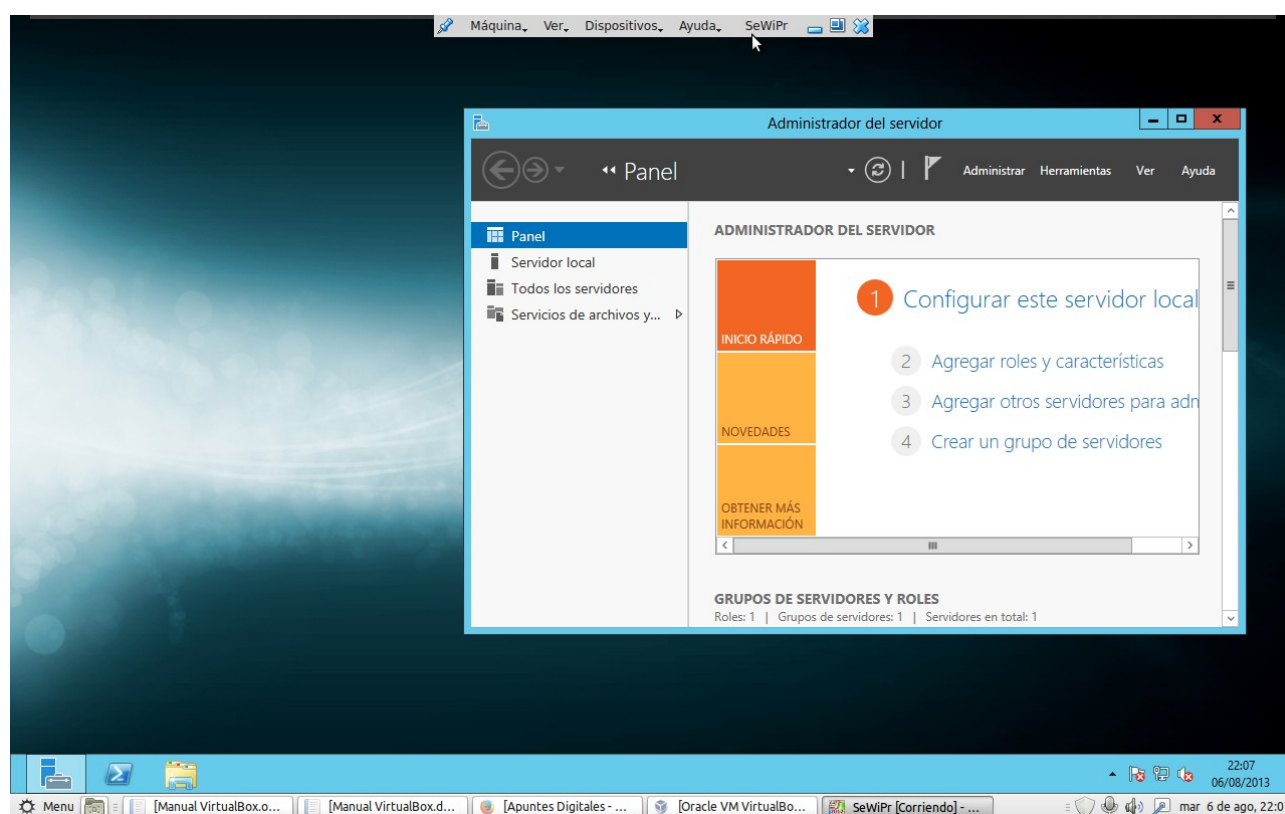 Máquina Ver Dispositivos Ayuda SeWiPr
Administrador del servidor
Panel Administrar Herramientas Ver Ayuda
Panel
Servidor local
Todos los servidores
Servicios de archivos y...
ADMINISTRADOR DEL SERVIDOR
INICIO RÁPIDO
NOVEDADES
OBTENER MÁS
INFORMACIÓN
1 Configurar este servidor local
2 Agregar roles y características
3 Agregar otros servidores para adn
4 Crear un grupo de servidores
GRUPOS DE SERVIDORES Y ROLES
Roles: 1 | Grupos de servidores: 1 | Servidores en total: 1
22:07
06/08/2013
Menu [Manual VirtualBox.o... [Manual VirtualBox.d... [Apuntes Digitales - ... [Oracle VM VirtualBo... SeWiPr [Corriendo] - ... mar 6 de ago, 22:0